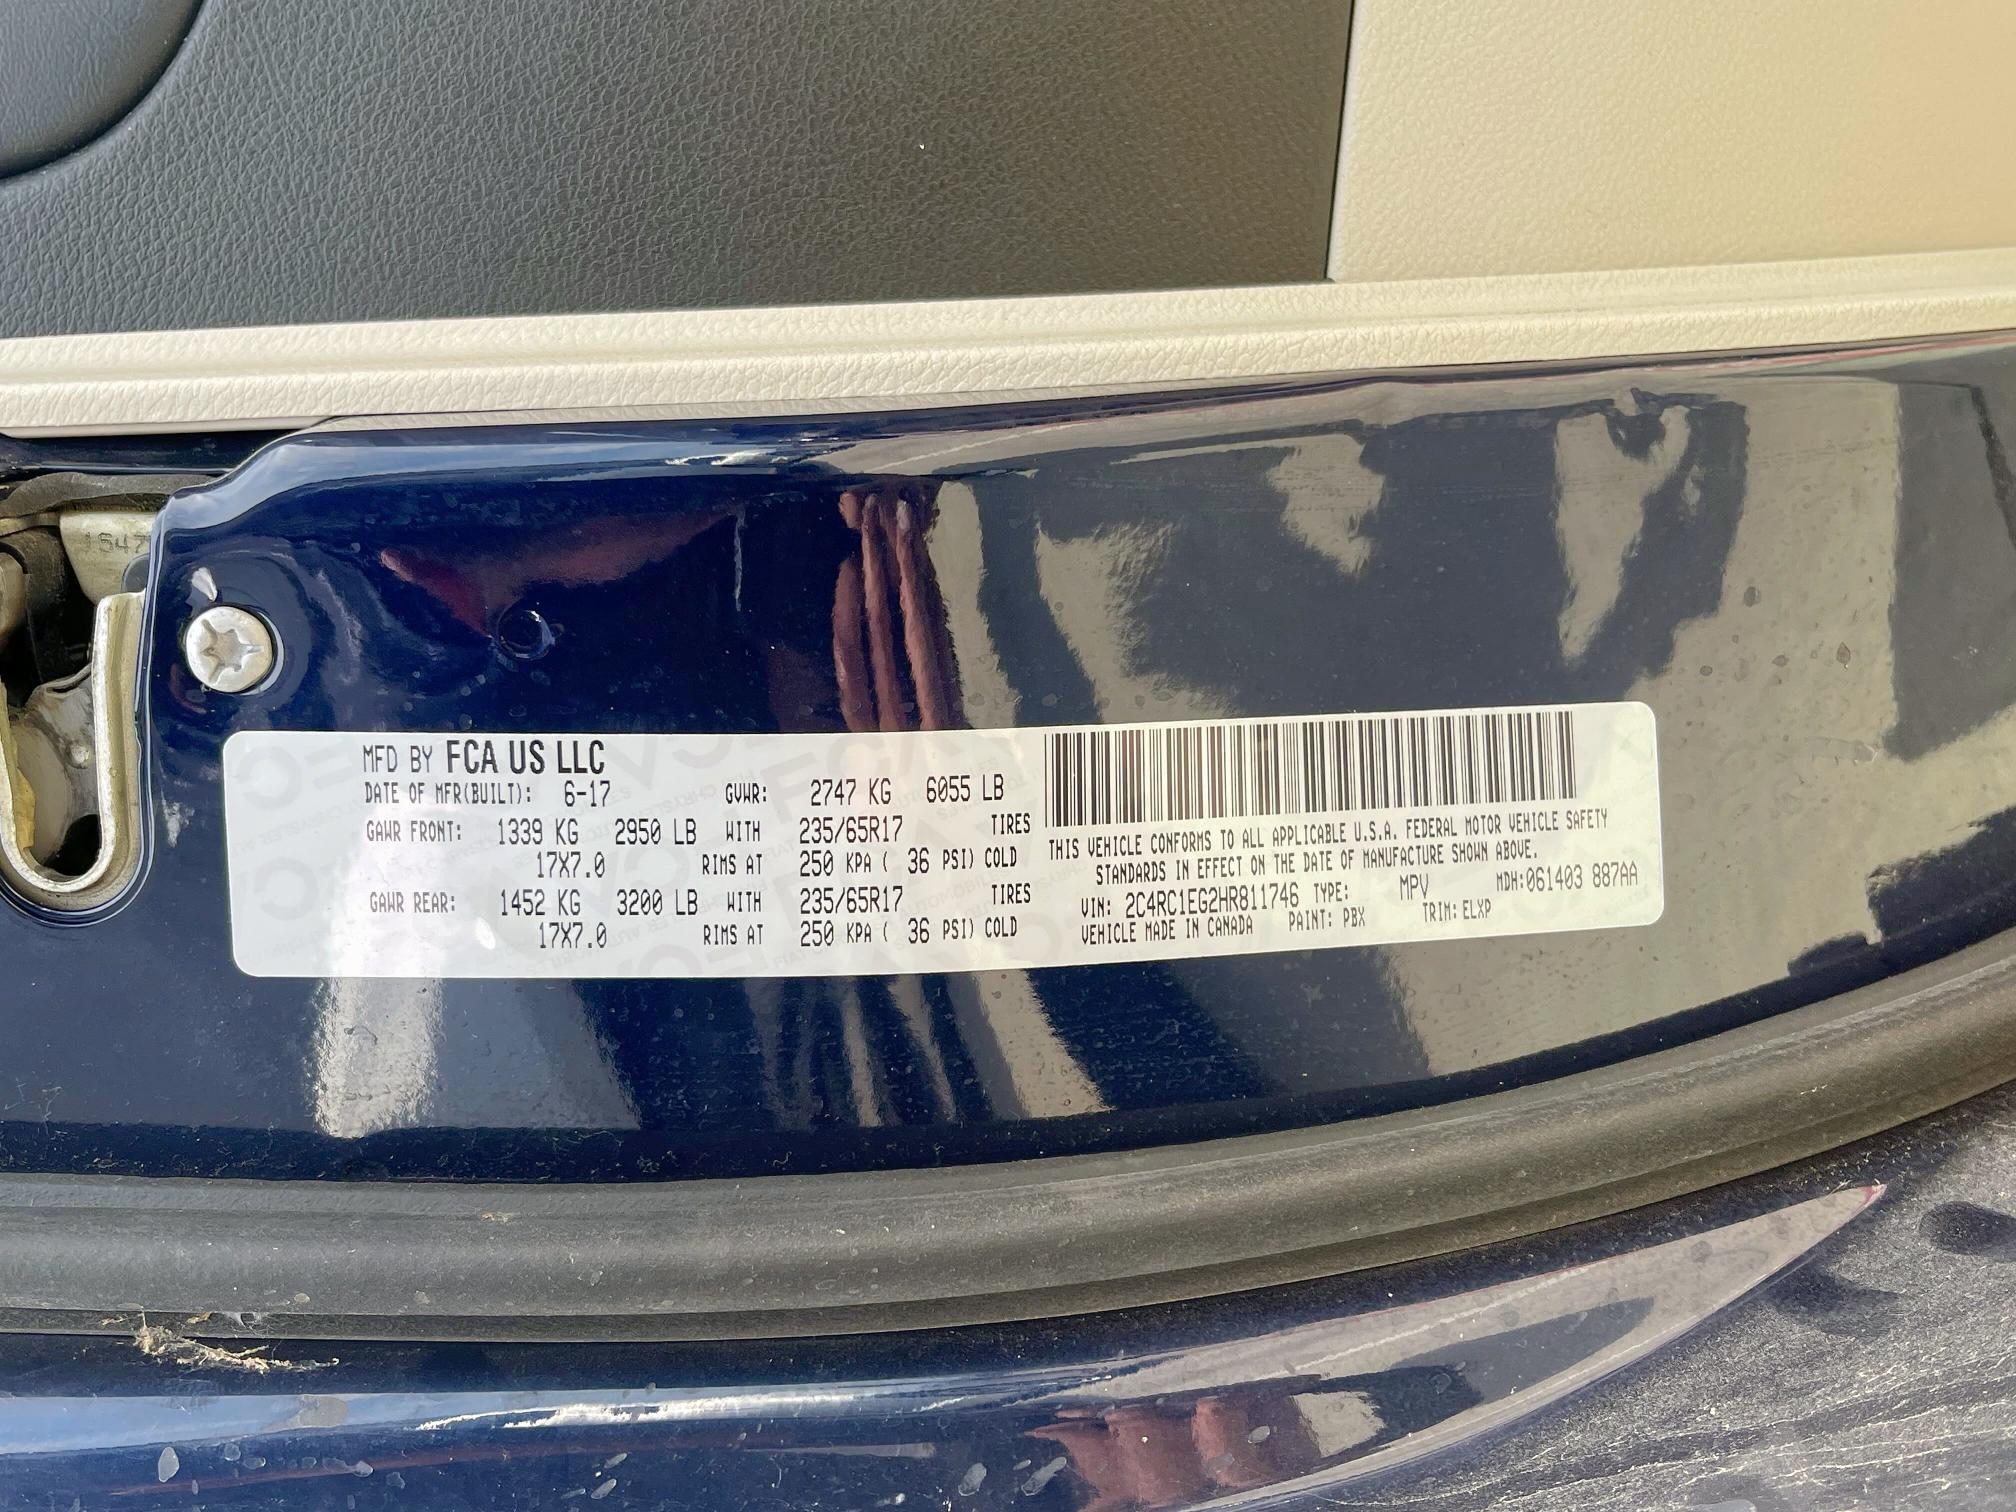 MFD BY FCA US LLC
DATE OF MFR(BUILT): 6-17 GVWR: 2747 KG 6055 LB
GAWR FRONT: 1339 KG 2950 LB WITH 235/65R17 TIRES
17X7.0 RIMS AT 250 KPA ( 36 PSI) COLD
GAWR REAR: 1452 KG 3200 LB WITH 235/65R17 TIRES
17X7.0 RIMS AT 250 KPA ( 36 PSI) COLD
THIS VEHICLE CONFORMS TO ALL APPLICABLE U.S.A. FEDERAL MOTOR VEHICLE SAFETY
STANDARDS IN EFFECT ON THE DATE OF MANUFACTURE SHOWN ABOVE.
MDH:061403 887AA
VIN: 2C4RC1EG2HR811746 TYPE: MPV
VEHICLE MADE IN CANADA PAINT: PBX TRIM: ELXP